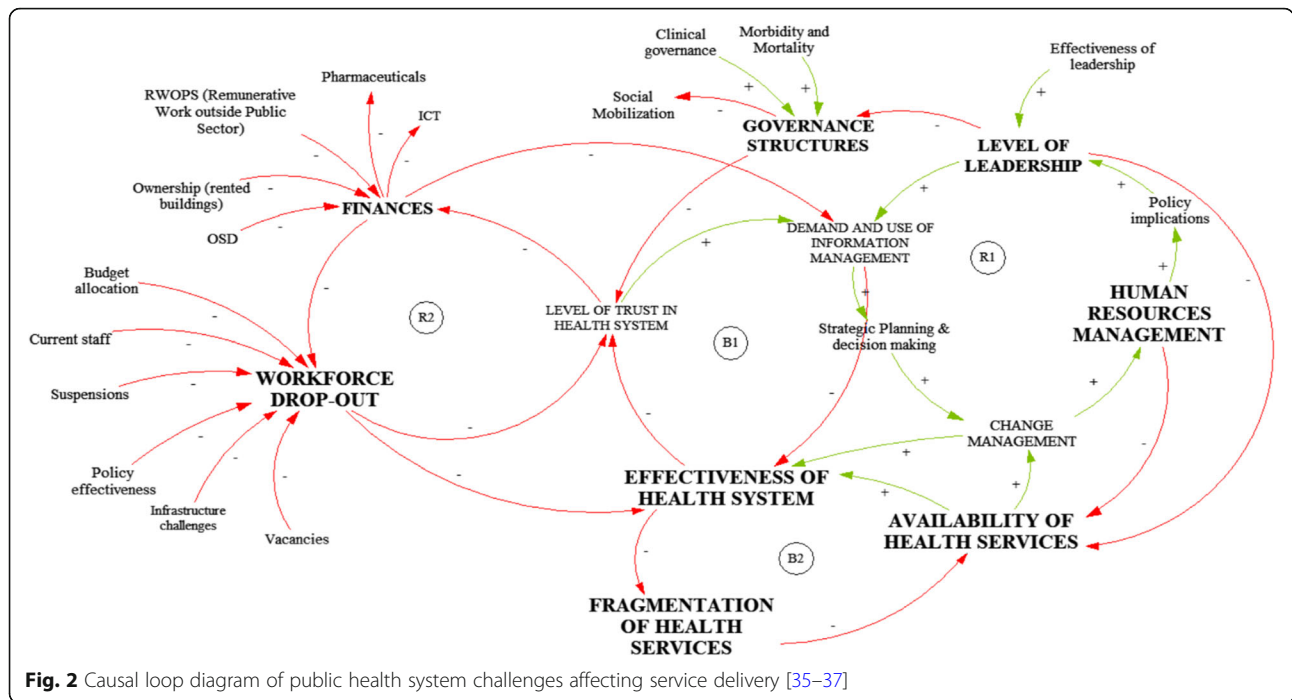 Clinical
governance
Morbidity and
Mortality
Effectiveness of
leadership
Pharmaceuticals
RWOPS (Remunerative
Work outside Public
Sector)
ICT
Social
Mobilization
GOVERNANCE
STRUCTURES
LEVEL OF
LEADERSHIP
Ownership (rented
buildings)
FINANCES
OSD
Policy
implications
DEMAND AND USE OF
INFORMATION
MANAGEMENT
R1
Budget
allocation
HUMAN
RESOURCES
MANAGEMENT
R2
LEVEL OF TRUST IN
HEALTH SYSTEM
B1
Strategic Planning &
decision making
Current staff
Suspensions
WORKFORCE
DROP-OUT
CHANGE
MANAGEMENT
Policy
effectiveness
Infrastructure
challenges
Vacancies
EFFECTIVENESS OF
HEALTH SYSTEM
AVAILABILITY OF
HEALTH SERVICES
B2
FRAGMENTATION
OF HEALTH
SERVICES
Fig. 2 Causal loop diagram of public health system challenges affecting service delivery [35–37]